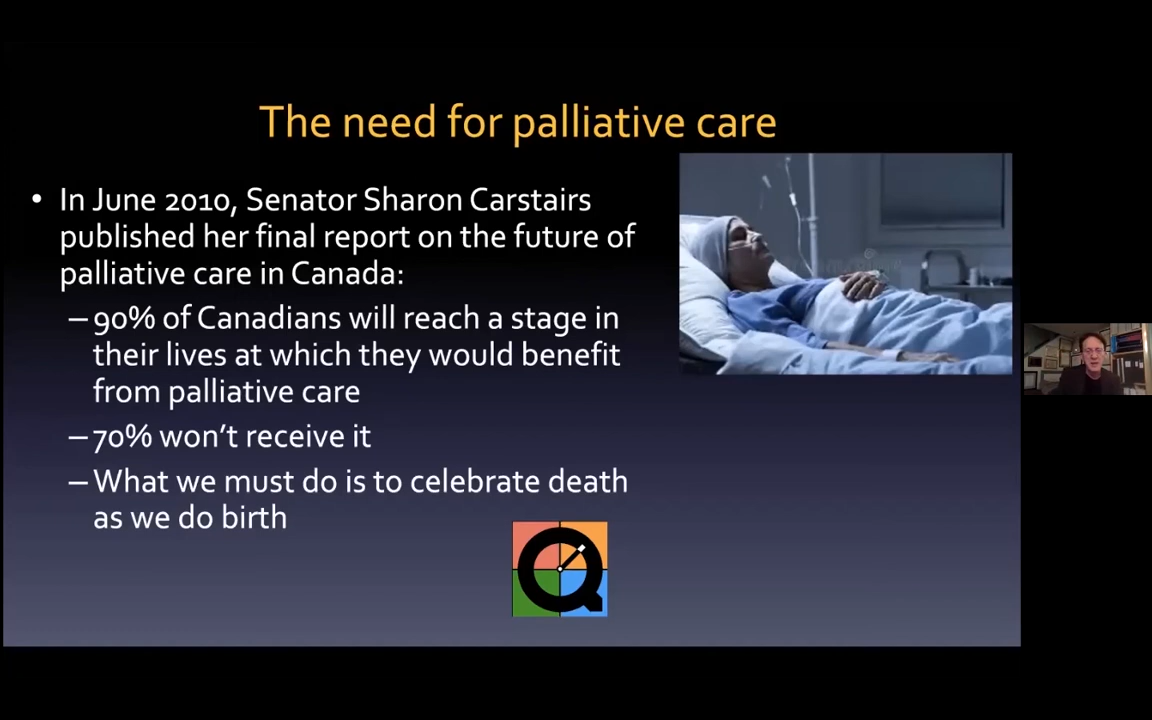 The need for palliative care
• In June 2010, Senator Sharon Carstairs
published her final report on the future of
palliative care in Canada:
–90% of Canadians will reach a stage in
their lives at which they would benefit
from palliative care
–70% won't receive it
–What we must do is to celebrate death
as we do birth